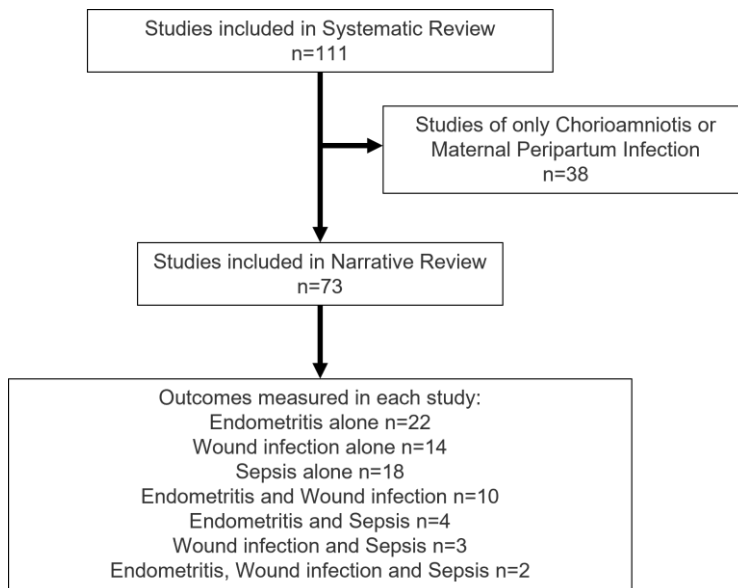 Studies included in Systematic Review
n=111
Studies of only Chorioamniotis or
Maternal Peripartum Infection
n=38
Studies included in Narrative Review
n=73
Outcomes measured in each study:
Endometritis alone n=22
Wound infection alone n=14
Sepsis alone n=18
Endometritis and Wound infection n=10
Endometritis and Sepsis n=4
Wound infection and Sepsis n=3
Endometritis, Wound infection and Sepsis n=2